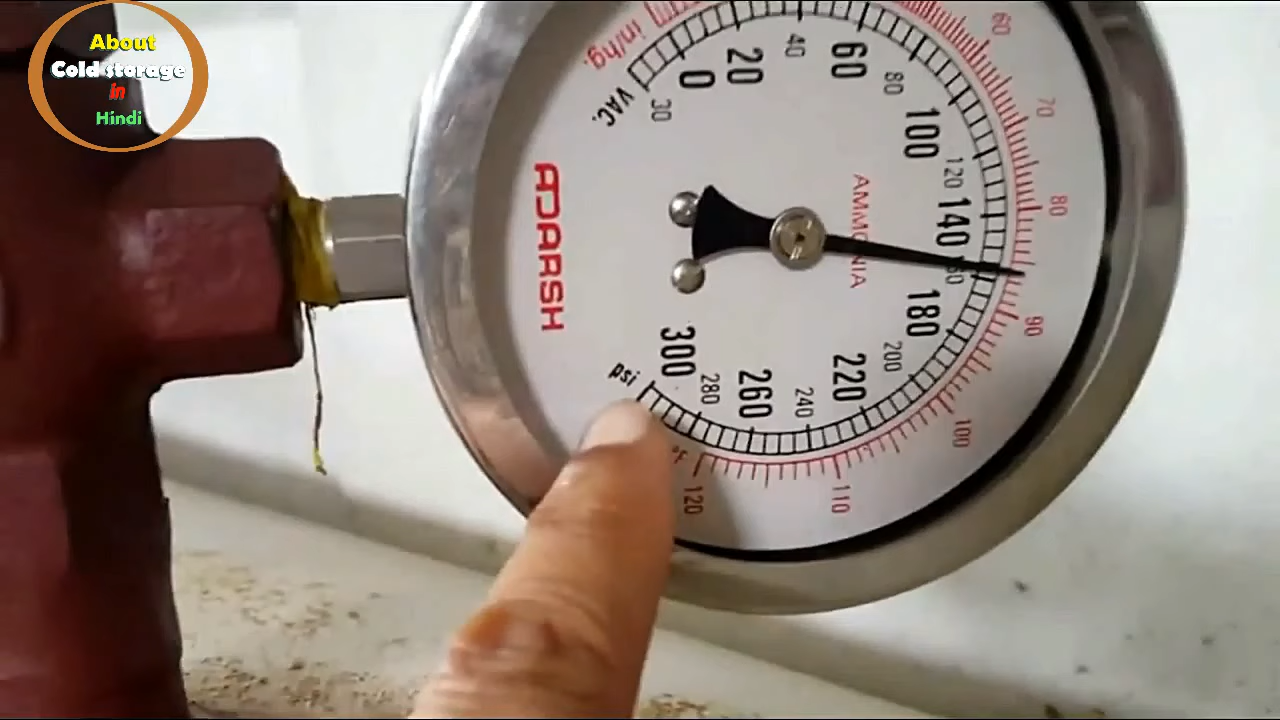 About
Cold storage
in
Hindi
in/hg.
VAC.
30
0
20
40
60
80
100
120
140
180
200
220
240
260
280
300
psi
60
70
80
90
100
110
120
°F
AMMONIA
ADARSH